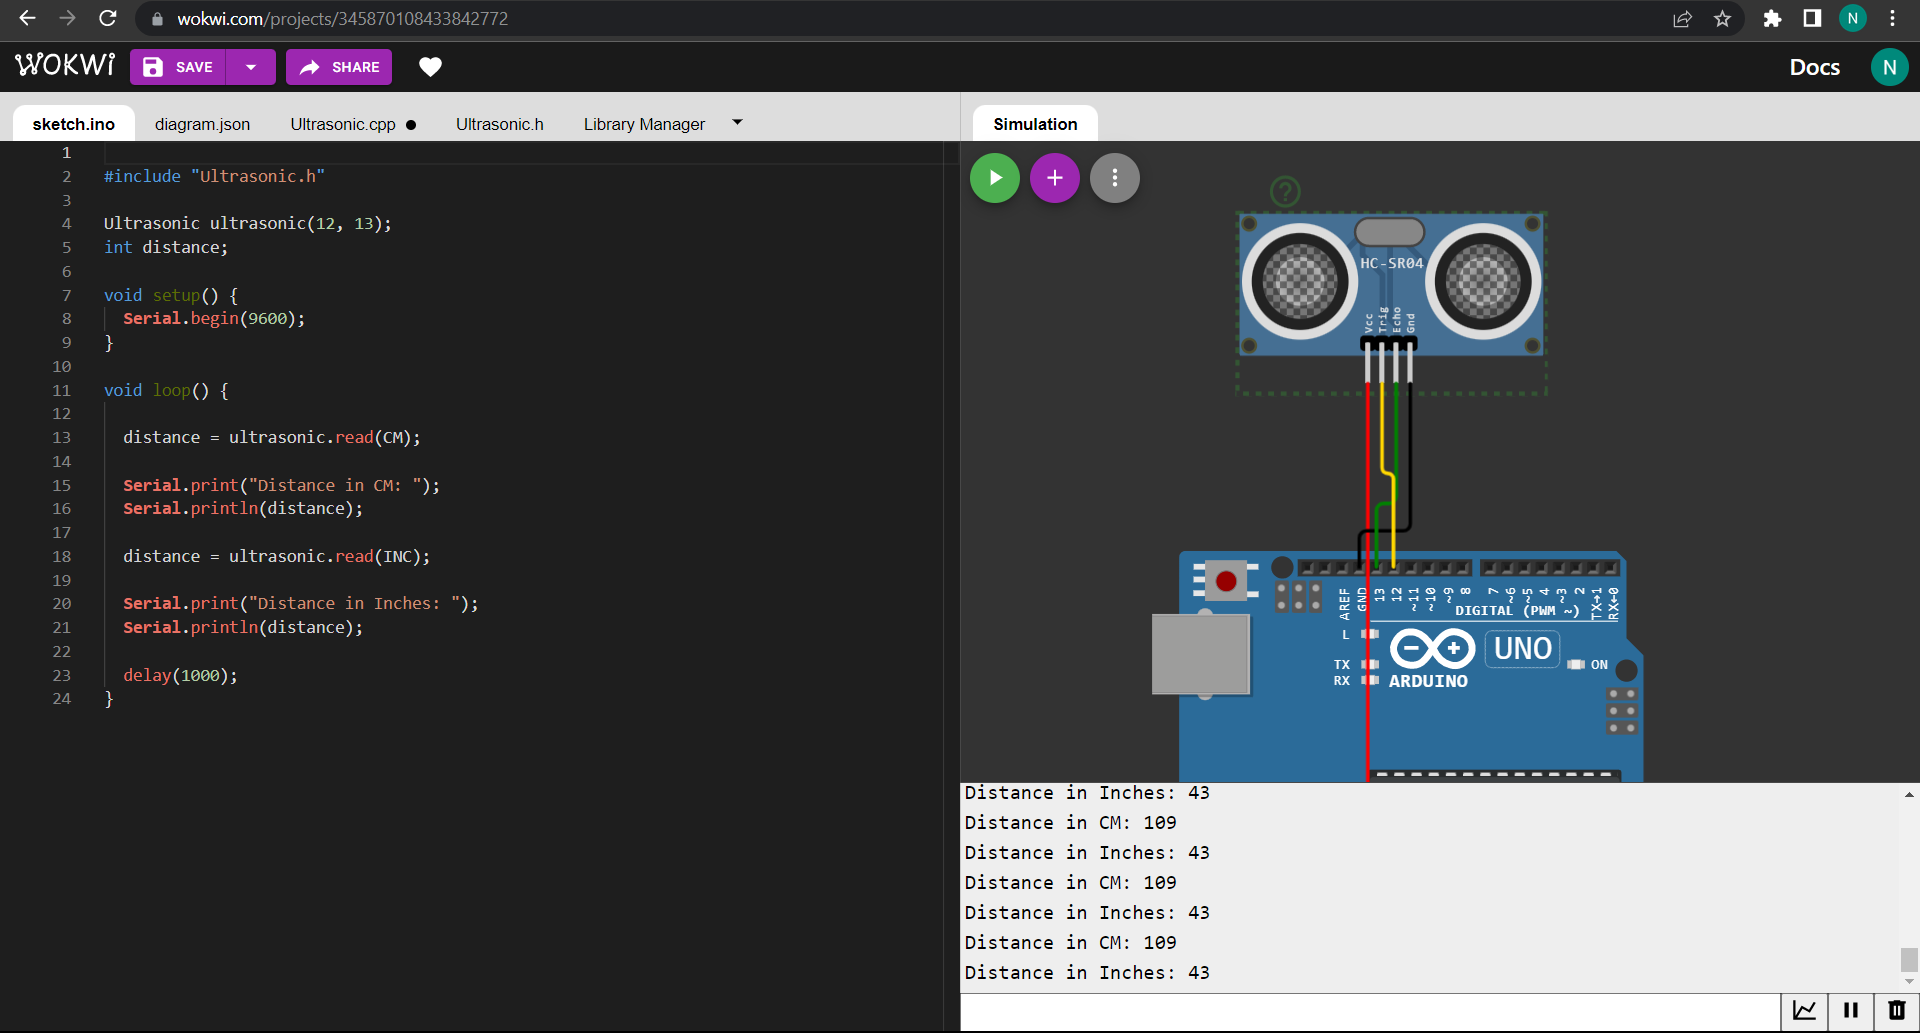 wokwi.com/projects/345870108433842772
N
WOKWi
SAVE
SHARE
Docs
N
sketch.ino
diagram.json
Ultrasonic.cpp
Ultrasonic.h
Library Manager
1
2 #include "Ultrasonic.h"
3
4 Ultrasonic ultrasonic(12, 13);
5 int distance;
6
7 void setup() {
8 Serial.begin(9600);
9 }
10
11 void loop() {
12
13 distance = ultrasonic.read(CM);
14
15 Serial.print("Distance in CM: ");
16 Serial.println(distance);
17
18 distance = ultrasonic.read(INC);
19
20 Serial.print("Distance in Inches: ");
21 Serial.println(distance);
22
23 delay(1000);
24 }
Simulation
?
HC-SR04
Vcc
Trig
Echo
Gnd
AREF
GND
13
12
~11
~10
~9
8
7
~6
~5
4
~3
2
TX→1
RX←0
DIGITAL (PWM ~)
L
TX
RX
UNO
ARDUINO
ON
Distance in Inches: 43
Distance in CM: 109
Distance in Inches: 43
Distance in CM: 109
Distance in Inches: 43
Distance in CM: 109
Distance in Inches: 43